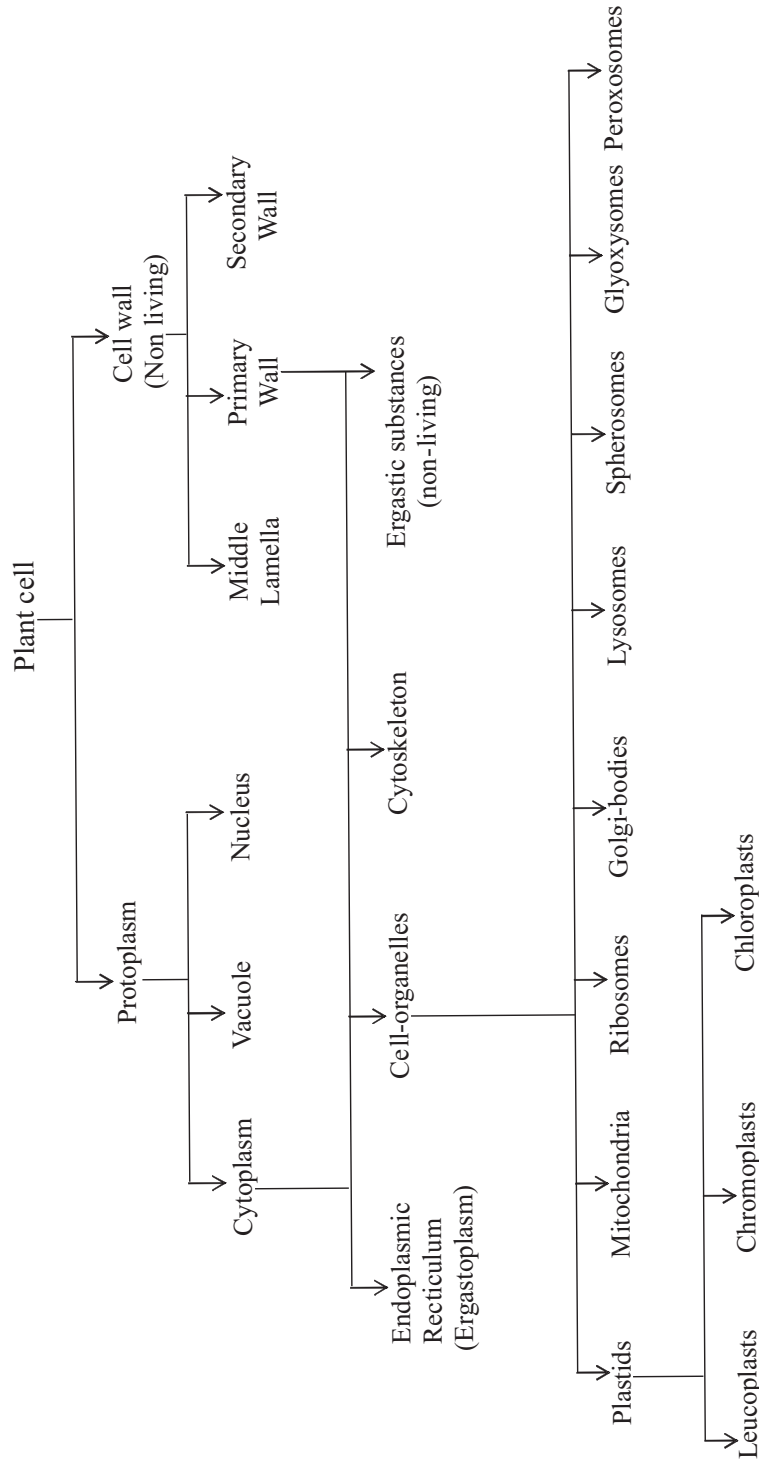 Plant cell
Protoplasm
Cell wall
(Non living)
Cytoplasm
Vacuole
Nucleus
Middle
Lamella
Primary
Wall
Secondary
Wall
Endoplasmic
Recticulum
(Ergastoplasm)
Cell-organelles
Cytoskeleton
Ergastic substances
(non-living)
Plastids
Mitochondria
Ribosomes
Golgi-bodies
Lysosomes
Spherosomes
Glyoxysomes
Peroxosomes
Leucoplasts
Chromoplasts
Chloroplasts